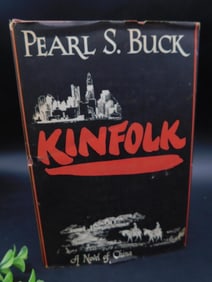 PEARL S. BUCK
KINFOLK
A Novel of China